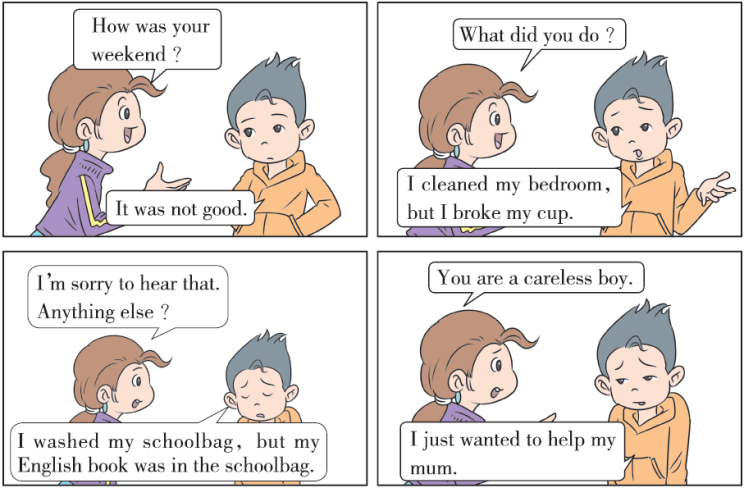 How was your
weekend ?
It was not good.
What did you do ?
I cleaned my bedroom,
but I broke my cup.
I'm sorry to hear that.
Anything else ?
I washed my schoolbag, but my
English book was in the schoolbag.
You are a careless boy.
I just wanted to help my
mum.